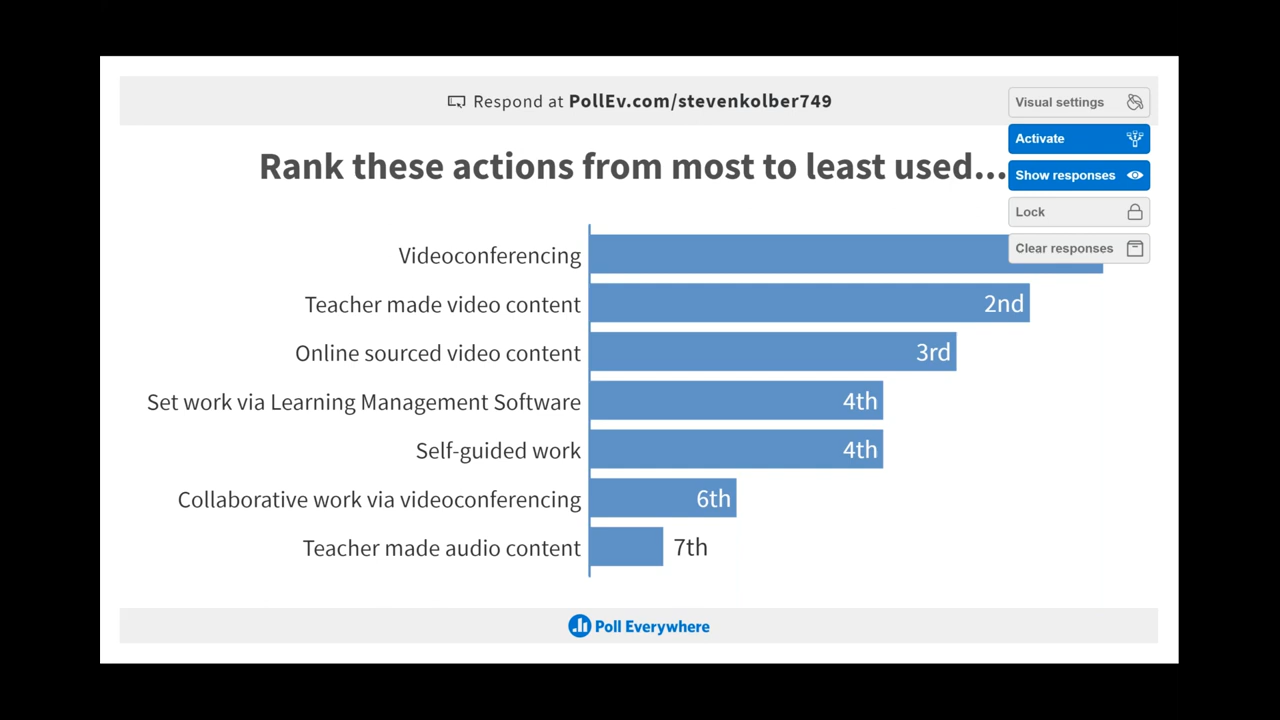 Respond at PollEv.com/stevenkolber749
Visual settings
Activate
Rank these actions from most to least used...
Show responses
Lock
Clear responses
Videoconferencing
Teacher made video content 2nd
Online sourced video content 3rd
Set work via Learning Management Software 4th
Self-guided work 4th
Collaborative work via videoconferencing 6th
Teacher made audio content 7th
Poll Everywhere